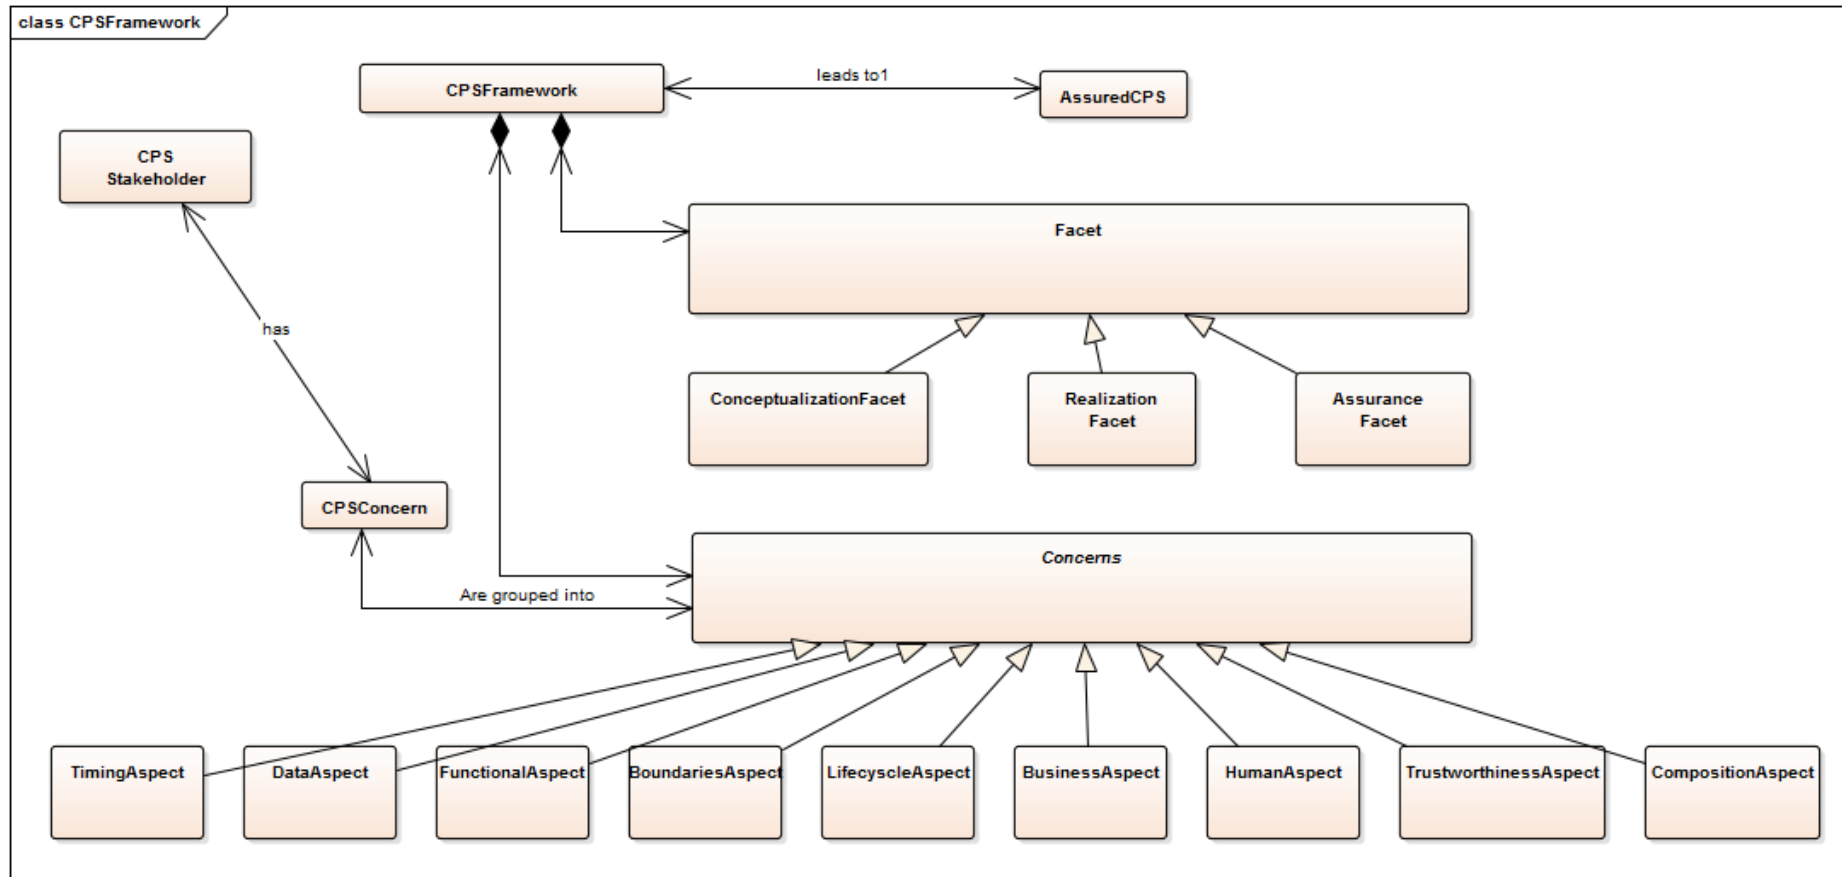 class CPSFramework
CPSFramework
leads to1
AssuredCPS
CPS
Stakeholder
Facet
has
ConceptualizationFacet
Realization
Facet
Assurance
Facet
CPSConcern
Concerns
Are grouped into
TimingAspect
DataAspect
FunctionalAspect
BoundariesAspect
LifecyscleAspect
BusinessAspect
HumanAspect
TrustworthinessAspect
CompositionAspect